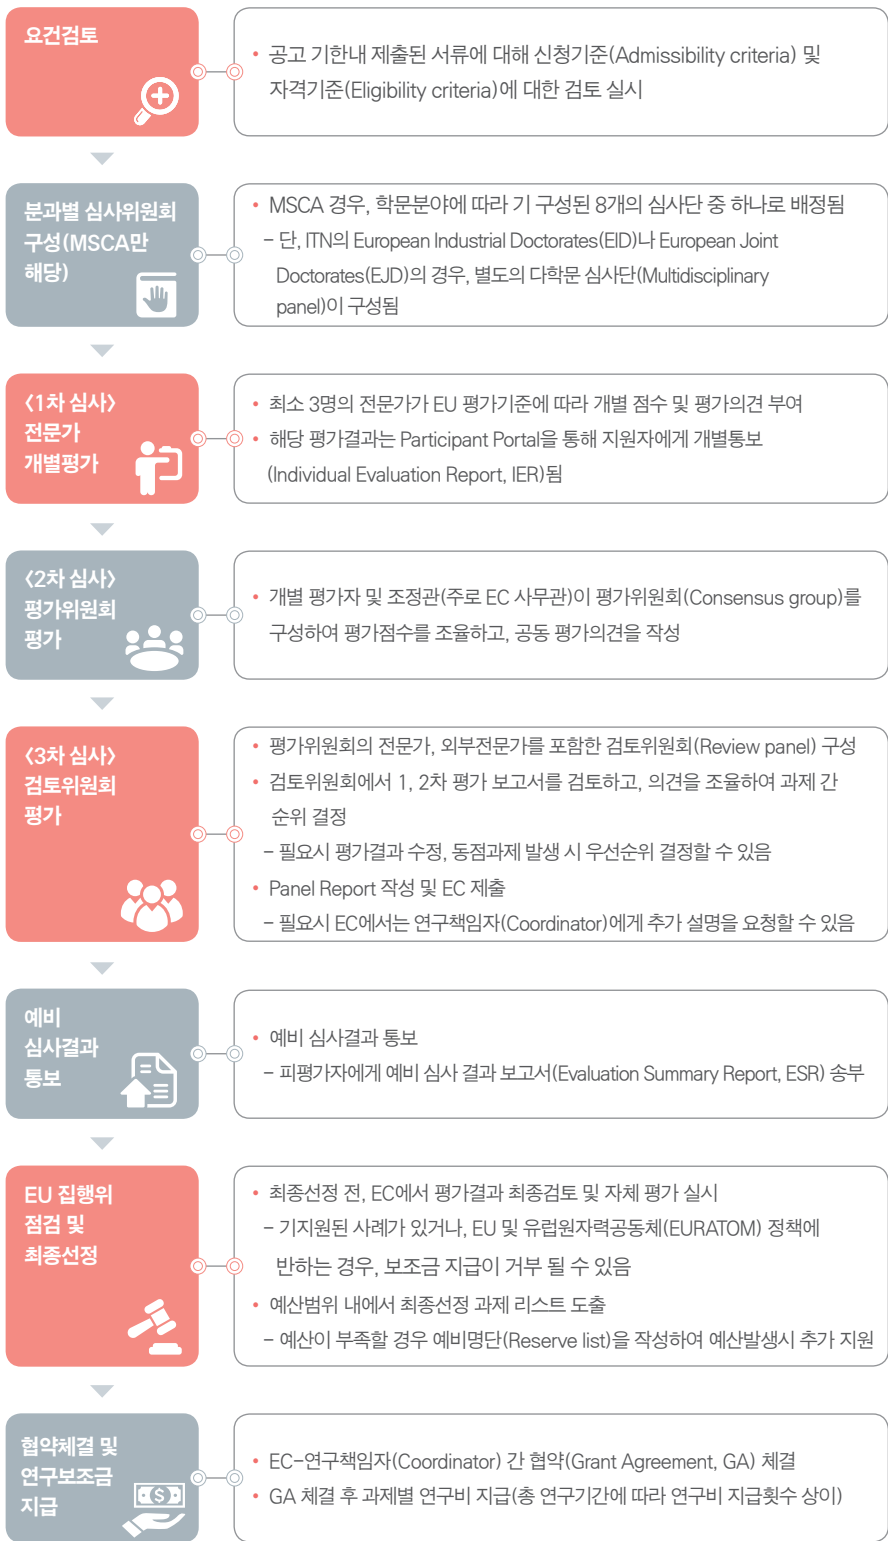 요건검토
• 공고 기한내 제출된 서류에 대해 신청기준(Admissibility criteria) 및
자격기준(Eligibility criteria)에 대한 검토 실시
분과별 심사위원회
구성(MSCA만
해당)
• MSCA 경우, 학문분야에 따라 기 구성된 8개의 심사단 중 하나로 배정됨
- 단, ITN의 European Industrial Doctorates(EID)나 European Joint
Doctorates(EJD)의 경우, 별도의 다학문 심사단(Multidisciplinary
panel)이 구성됨
<1차 심사>
전문가
개별평가
• 최소 3명의 전문가가 EU 평가기준에 따라 개별 점수 및 평가의견 부여
• 해당 평가결과는 Participant Portal을 통해 지원자에게 개별통보
(Individual Evaluation Report, IER)됨
<2차 심사>
평가위원회
평가
• 개별 평가자 및 조정관(주로 EC 사무관)이 평가위원회(Consensus group)를
구성하여 평가점수를 조율하고, 공동 평가의견을 작성
<3차 심사>
검토위원회
평가
• 평가위원회의 전문가, 외부전문가를 포함한 검토위원회(Review panel) 구성
• 검토위원회에서 1, 2차 평가 보고서를 검토하고, 의견을 조율하여 과제 간
순위 결정
- 필요시 평가결과 수정, 동점과제 발생 시 우선순위 결정할 수 있음
• Panel Report 작성 및 EC 제출
- 필요시 EC에서는 연구책임자(Coordinator)에게 추가 설명을 요청할 수 있음
예비
심사결과
통보
• 예비 심사결과 통보
- 피평가자에게 예비 심사 결과 보고서(Evaluation Summary Report, ESR) 송부
EU 집행위
점검 및
최종선정
• 최종선정 전, EC에서 평가결과 최종검토 및 자체 평가 실시
- 기지원된 사례가 있거나, EU 및 유럽원자력공동체(EURATOM) 정책에
반하는 경우, 보조금 지급이 거부 될 수 있음
• 예산범위 내에서 최종선정 과제 리스트 도출
- 예산이 부족할 경우 예비명단(Reserve list)을 작성하여 예산발생시 추가 지원
협약체결 및
연구보조금
지급
• EC-연구책임자(Coordinator) 간 협약(Grant Agreement, GA) 체결
• GA 체결 후 과제별 연구비 지급(총 연구기간에 따라 연구비 지급횟수 상이)